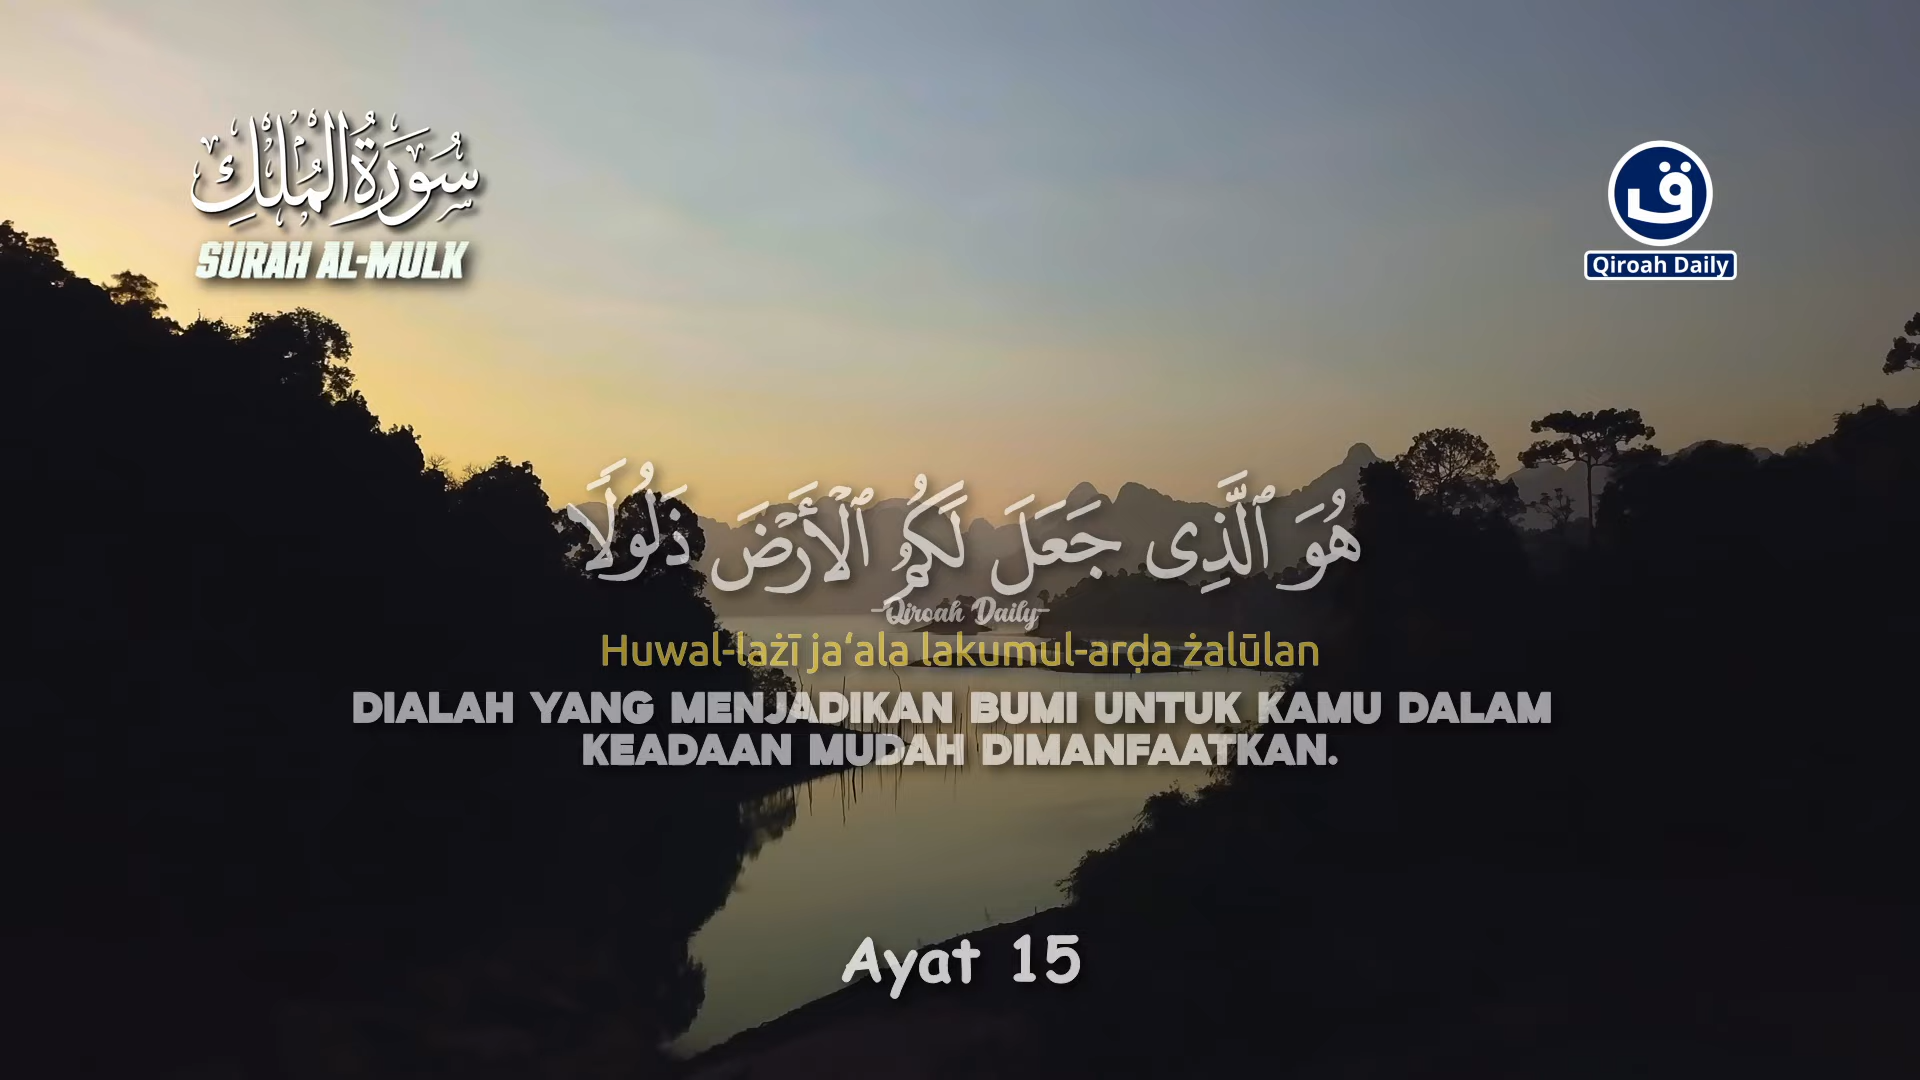 سُورَةُ الْمُلْكِ
SURAH AL-MULK
ق
Qiroah Daily
هُوَ ٱلَّذِى جَعَلَ لَكُمُ ٱلْأَرْضَ ذَلُولًا
-Qiroah Daily-
Huwal-lażī ja‘ala lakumul-arḍa żalūlan
DIALAH YANG MENJADIKAN BUMI UNTUK KAMU DALAM
KEADAAN MUDAH DIMANFAATKAN.
Ayat 15